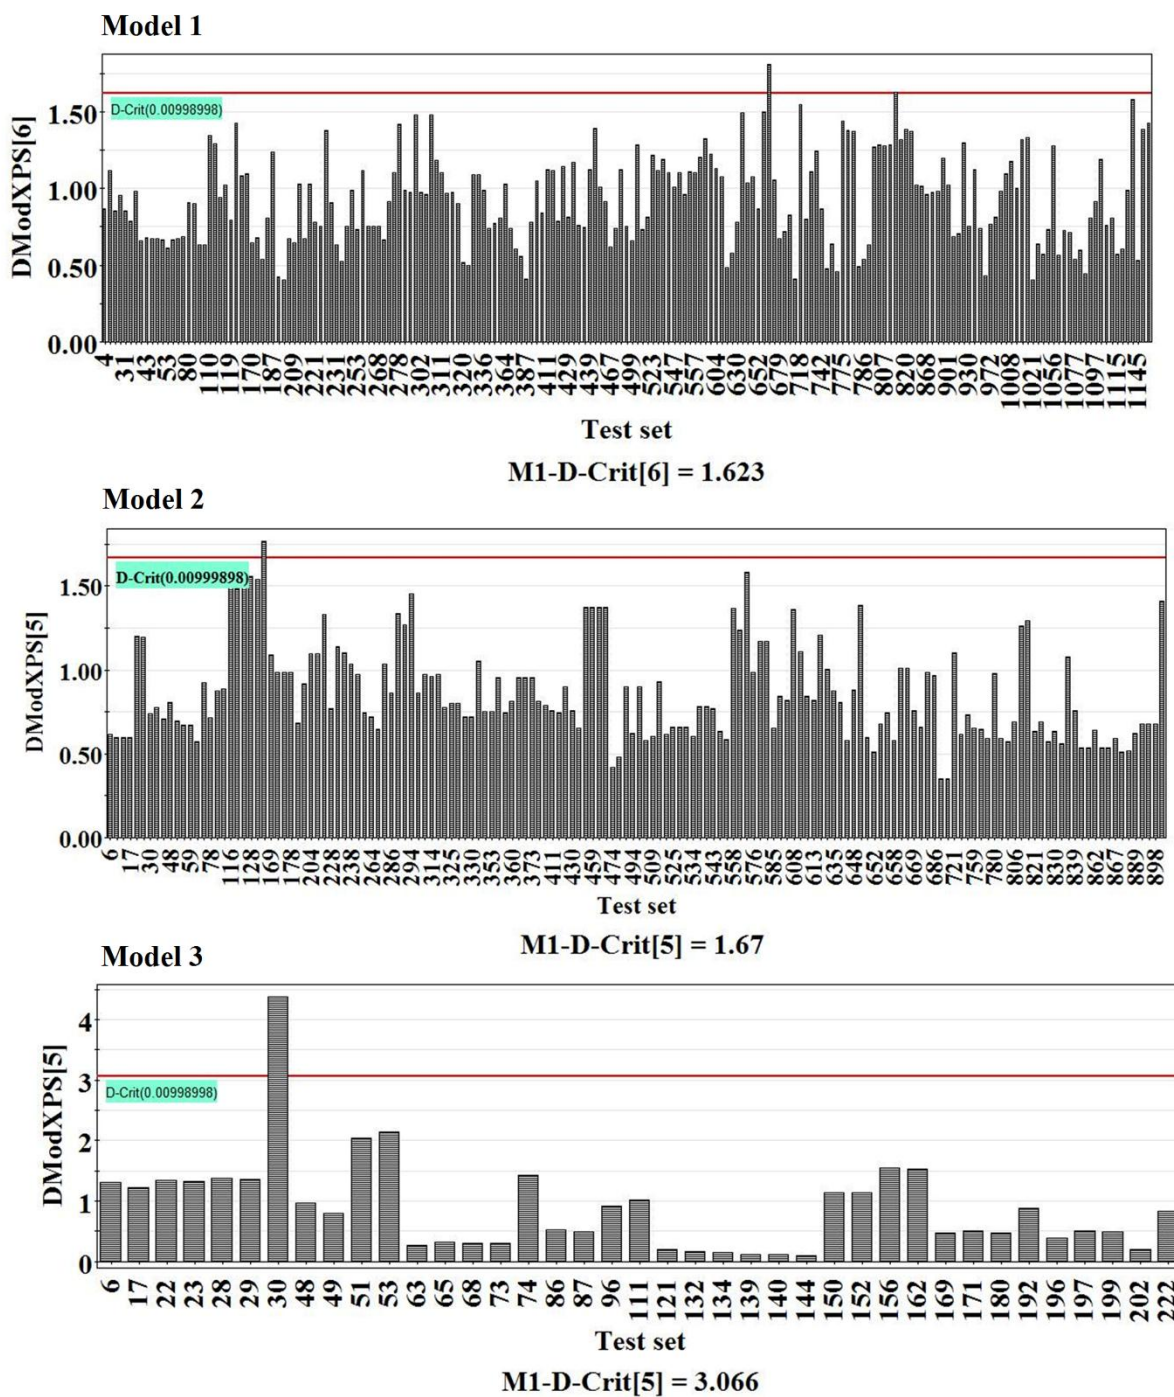 Model 1
DModXPS[6]
1.50
1.00
0.50
0.00
D-Crit(0.00998998)
4 31 43 53 80 110 119 170 187 209 221 231 253 268 278 302 311 320 336 364 387 411 429 439 467 499 523 547 557 604 630 652 679 718 742 775 786 807 820 868 901 930 972 1008 1021 1056 1077 1097 1115 1145
Test set
M1-D-Crit[6] = 1.623
Model 2
DModXPS[5]
1.50
1.00
0.50
0.00
D-Crit(0.00999898)
6 17 30 48 59 78 116 128 169 178 204 228 238 264 286 294 314 325 330 353 360 373 411 430 459 474 494 509 525 534 543 558 576 585 608 613 635 648 652 658 669 686 721 759 780 806 821 830 839 862 867 889 898
Test set
M1-D-Crit[5] = 1.67
Model 3
DModXPS[5]
4
3
2
1
0
D-Crit(0.00998998)
6 17 22 23 28 29 30 48 49 51 53 63 65 68 73 74 86 87 96 111 121 132 134 139 140 144 150 152 156 162 169 171 180 192 196 197 199 202 222
Test set
M1-D-Crit[5] = 3.066